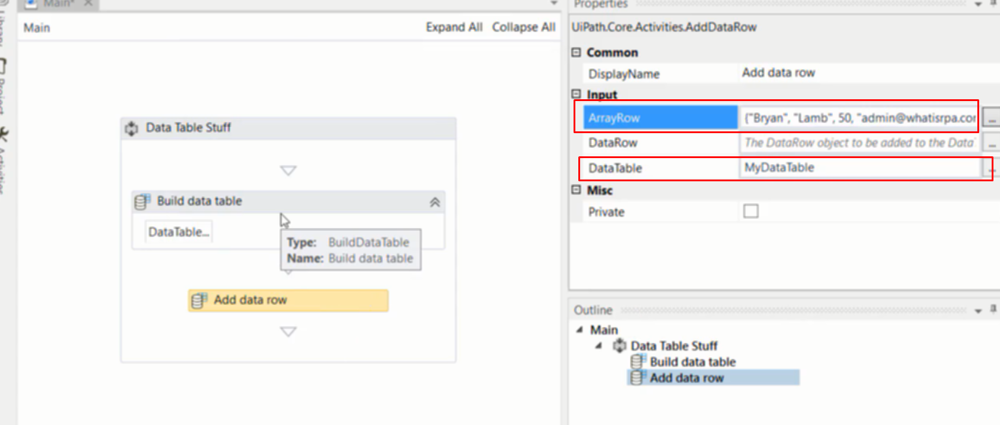 Main*
Main
Expand All
Collapse All
Data Table Stuff
Build data table
DataTable...
Type: BuildDataTable
Name: Build data table
Add data row
Library
Project
Activities
Properties
UiPath.Core.Activities.AddDataRow
Common
DisplayName Add data row
Input
ArrayRow {"Bryan", "Lamb", 50, "admin@whatisrpa.cor
DataRow The DataRow object to be added to the Data
DataTable MyDataTable
Misc
Private
Outline
Main
Data Table Stuff
Build data table
Add data row